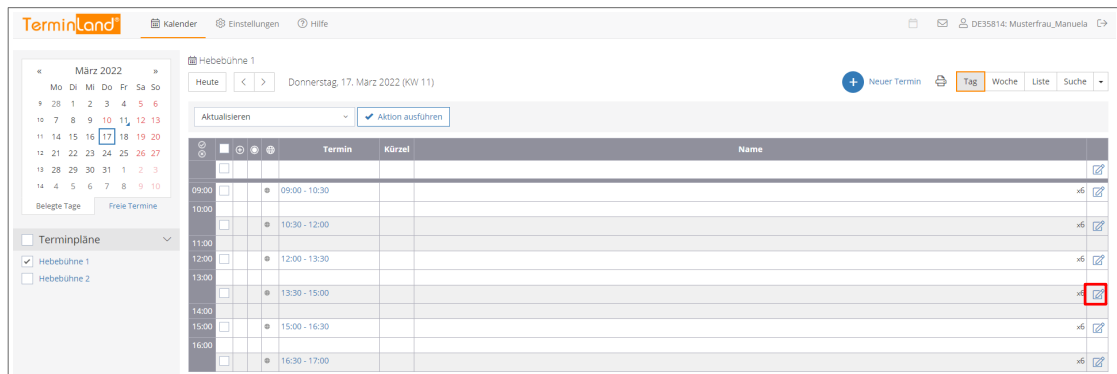 Terminland®
Kalender
Einstellungen
Hilfe
DE35814: Musterfrau_Manuela
« März 2022 »
Mo Di Mi Do Fr Sa So
9 28 1 2 3 4 5 6
10 7 8 9 10 11 12 13
11 14 15 16 17 18 19 20
12 21 22 23 24 25 26 27
13 28 29 30 31 1 2 3
14 4 5 6 7 8 9 10
Belegte Tage Freie Termine
Terminpläne
Hebebühne 1
Hebebühne 2
Hebebühne 1
Heute < > Donnerstag, 17. März 2022 (KW 11)
Neuer Termin Tag Woche Liste Suche
Aktualisieren Aktion ausführen
Termin Kürzel Name
09:00 09:00 - 10:30 x6
10:00
10:30 - 12:00 x6
11:00
12:00 12:00 - 13:30 x6
13:00
13:30 - 15:00 x6
14:00
15:00 15:00 - 16:30 x6
16:00
16:30 - 17:00 x6